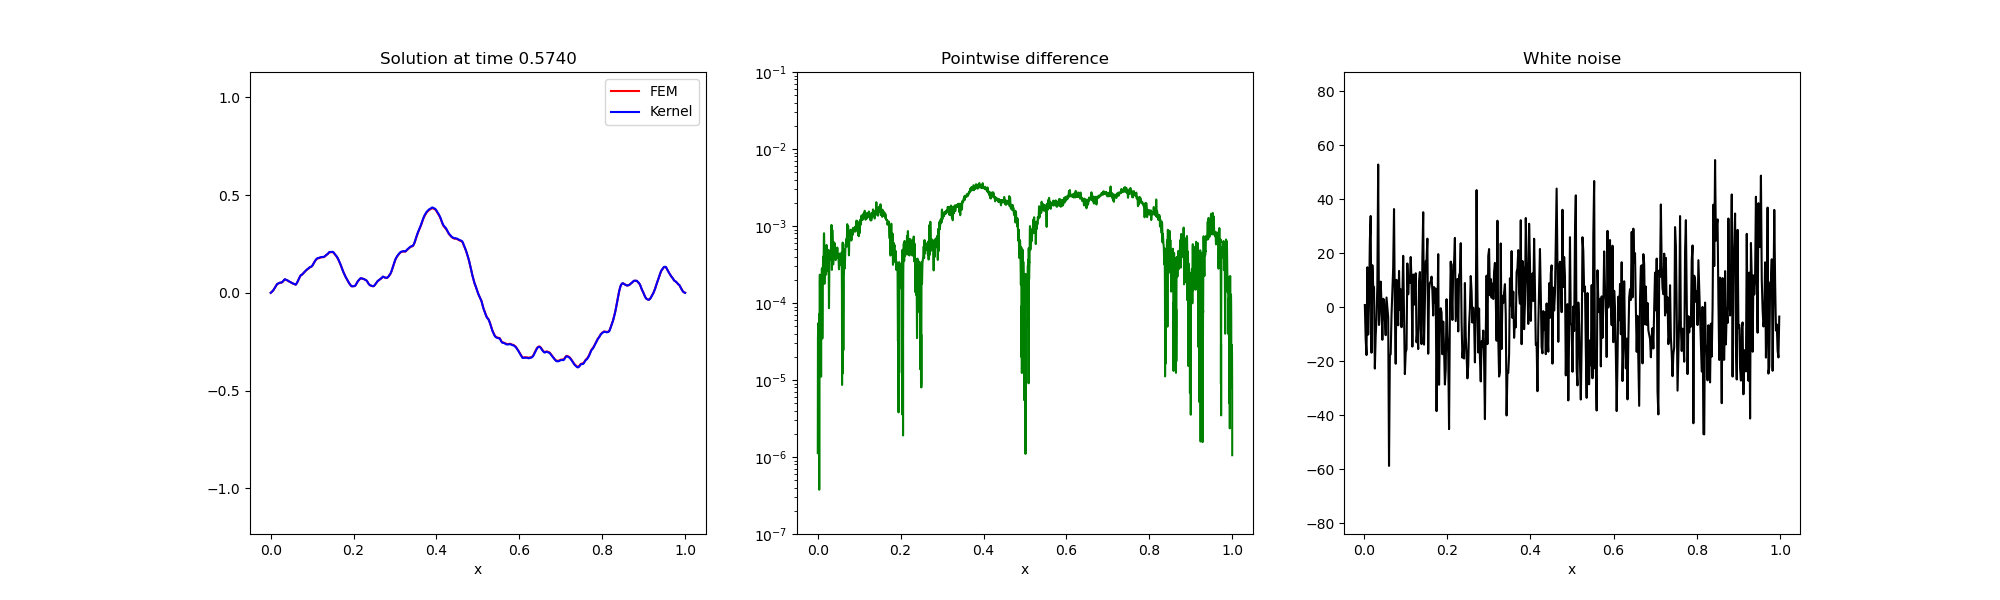 Solution at time 0.5740
1.0
0.5
0.0
−0.5
−1.0
0.0 0.2 0.4 0.6 0.8 1.0
x
FEM
Kernel
Pointwise difference
10⁻¹
10⁻²
10⁻³
10⁻⁴
10⁻⁵
10⁻⁶
10⁻⁷
0.0 0.2 0.4 0.6 0.8 1.0
x
White noise
80
60
40
20
0
−20
−40
−60
−80
0.0 0.2 0.4 0.6 0.8 1.0
x